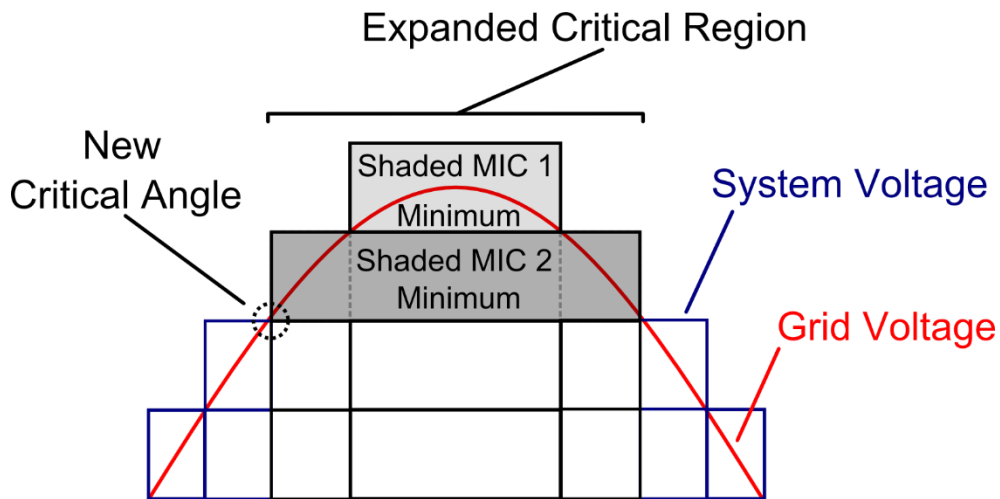 Expanded Critical Region
New
Critical Angle
Shaded MIC 1
Minimum
System Voltage
Shaded MIC 2
Minimum
Grid Voltage